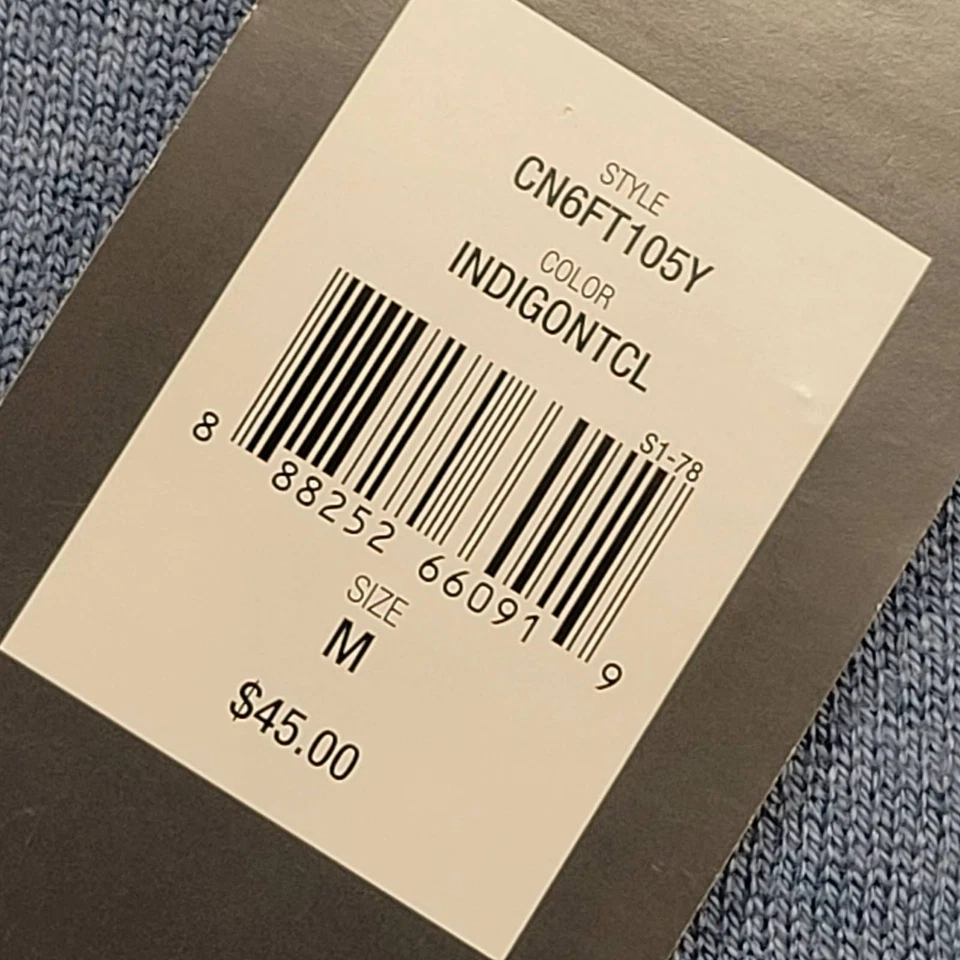 STYLE
CN6FT105Y
COLOR
INDIGONTCL
S1-78
8 88252 66091 9
SIZE
M
$45.00